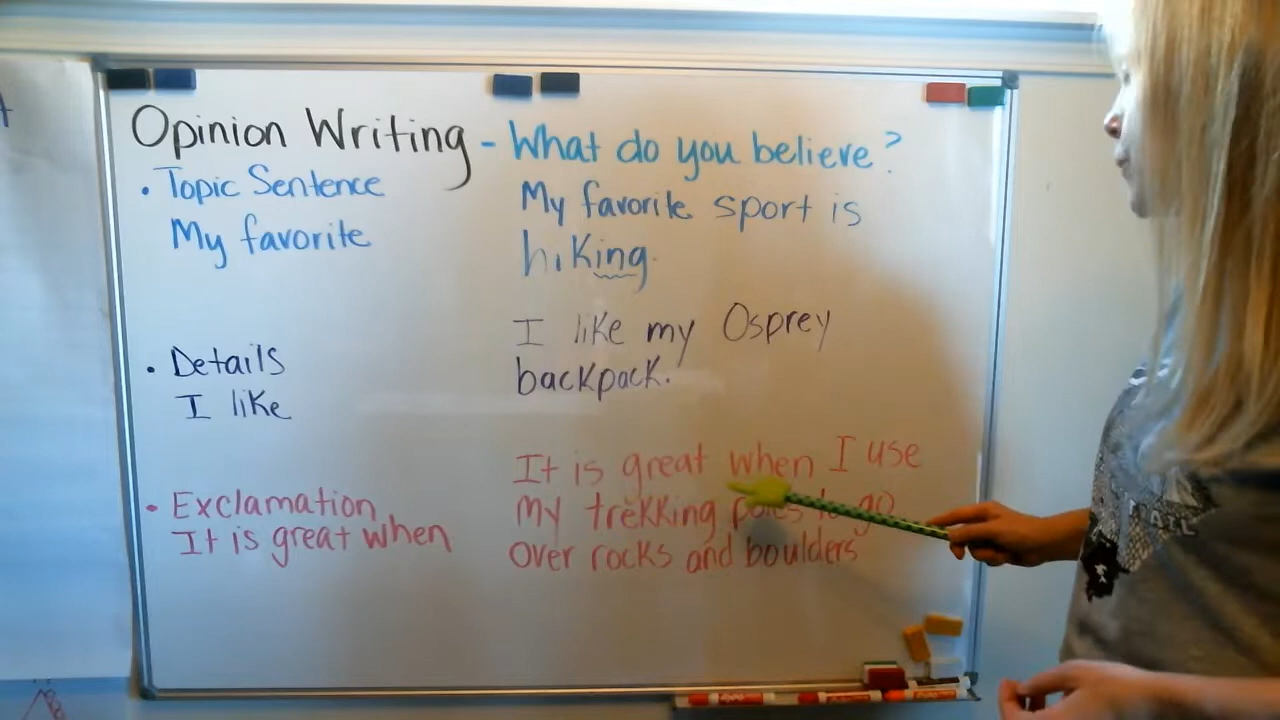 Opinion Writing - What do you believe?
• Topic Sentence
My favorite
My favorite sport is
hiking.
• Details
I like
I like my Osprey
backpack.
• Exclamation
It is great when
It is great when I use
my trekking poles to go
over rocks and boulders